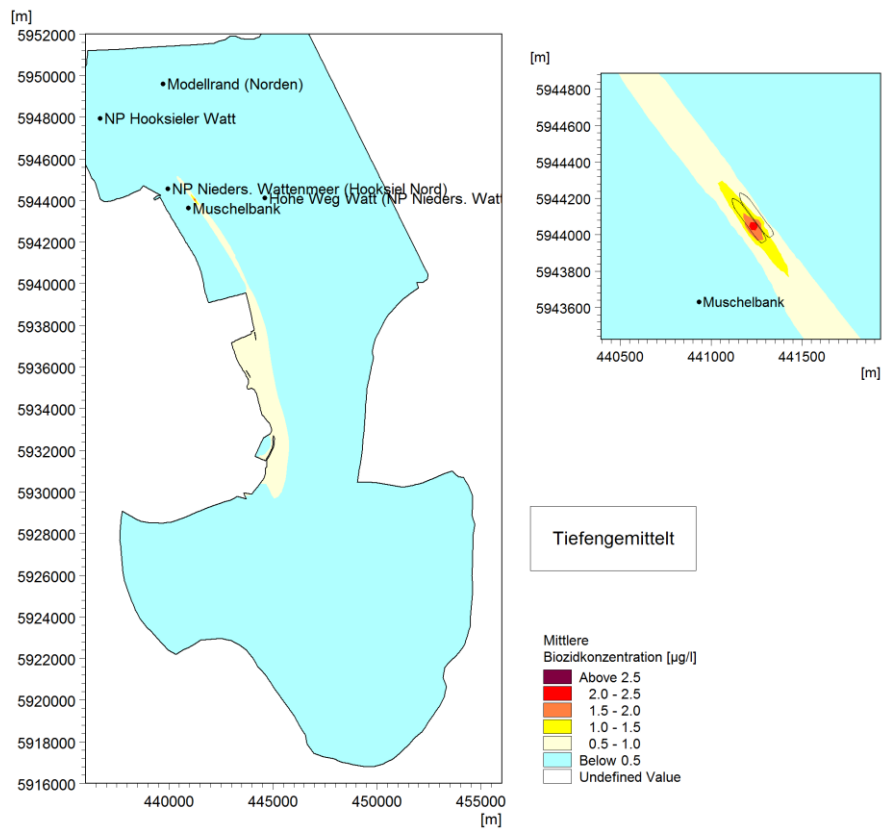 [m]
5952000
5950000
5948000
5946000
5944000
5942000
5940000
5938000
5936000
5934000
5932000
5930000
5928000
5926000
5924000
5922000
5920000
5918000
5916000
Modellrand (Norden)
NP Hooksieler Watt
NP Nieders. Wattenmeer (Hooksiel Nord)
Hohe Weg Watt (NP Nieders. Watt
Muschelbank
440000 445000 450000 455000
[m]
[m]
5944800
5944600
5944400
5944200
5944000
5943800
5943600
Muschelbank
440500 441000 441500
[m]
Tiefengemittelt
Mittlere
Biozidkonzentration [µg/l]
Above 2.5
2.0 - 2.5
1.5 - 2.0
1.0 - 1.5
0.5 - 1.0
Below 0.5
Undefined Value